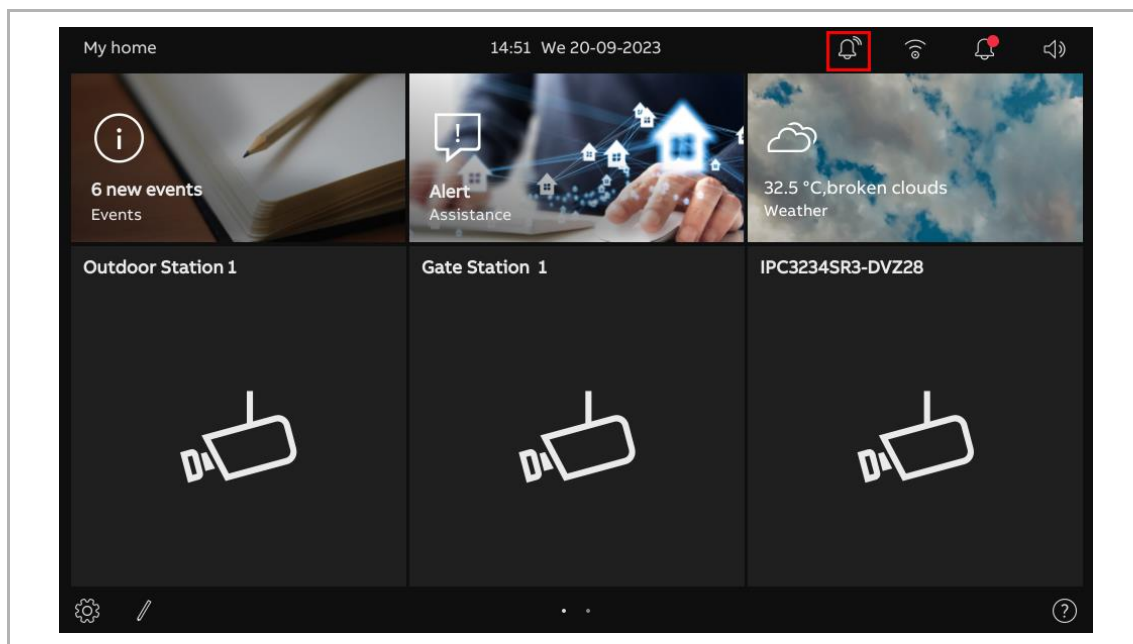 My home
14:51 We 20-09-2023
6 new events
Events
Alert
Assistance
32.5 °C,broken clouds
Weather
Outdoor Station 1
Gate Station 1
IPC3234SR3-DVZ28